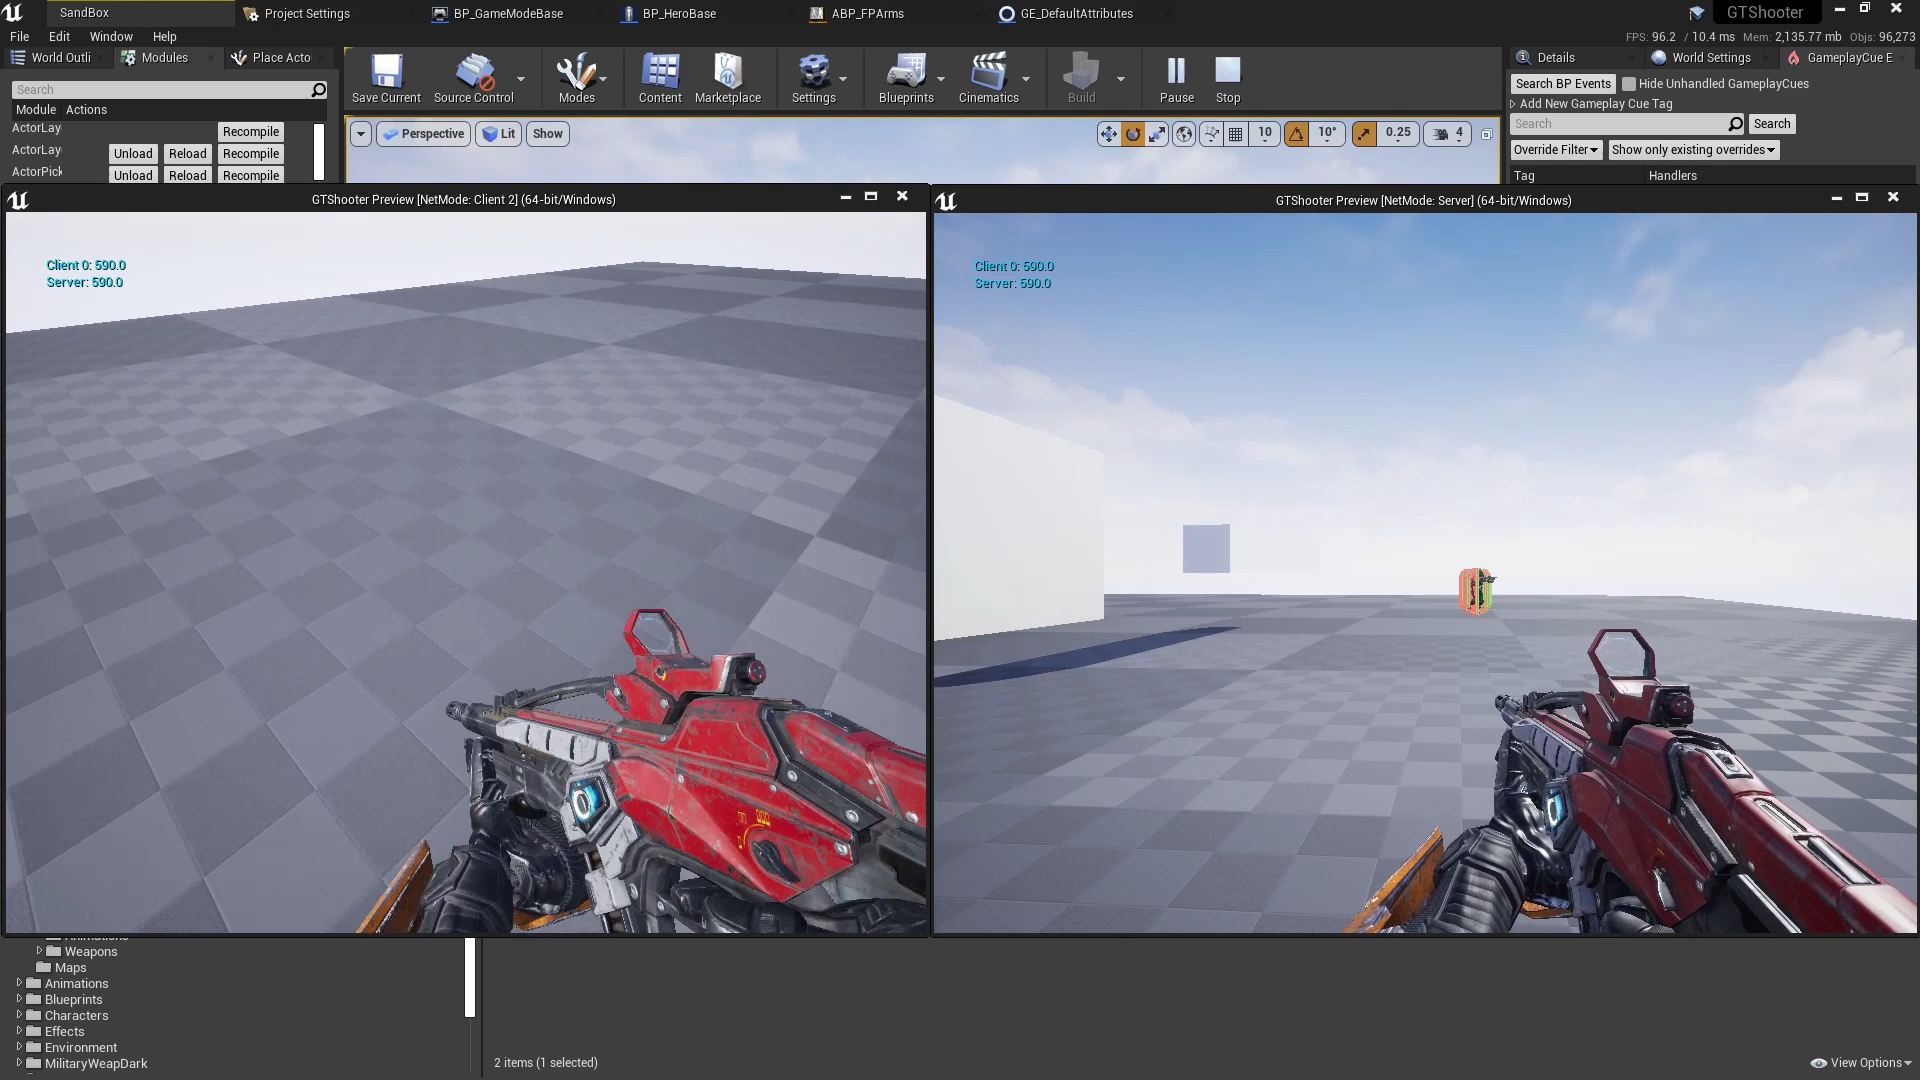 SandBox
Project Settings
BP_GameModeBase
BP_HeroBase
ABP_FPArms
GE_DefaultAttributes
GTShooter
File Edit Window Help
FPS: 96.2 / 10.4 ms Mem: 2,135.77 mb Objs: 96,273
World Outli
Modules
Place Acto
Details
World Settings
GameplayCue E
Search
Module Actions
ActorLay
Recompile
ActorLay
Unload Reload Recompile
ActorPick
Unload Reload Recompile
Save Current
Source Control
Modes
Content
Marketplace
Settings
Blueprints
Cinematics
Build
Pause
Stop
Perspective
Lit
Show
10
10°
0.25
4
Search BP Events
Hide Unhandled GameplayCues
Add New Gameplay Cue Tag
Search
Search
Override Filter
Show only existing overrides
Tag
Handlers
GTShooter Preview [NetMode: Client 2] (64-bit/Windows)
Client 0: 590.0
Server: 590.0
GTShooter Preview [NetMode: Server] (64-bit/Windows)
Client 0: 590.0
Server: 590.0
Animations
Weapons
Maps
Animations
Blueprints
Characters
Effects
Environment
MilitaryWeapDark
2 items (1 selected)
View Options